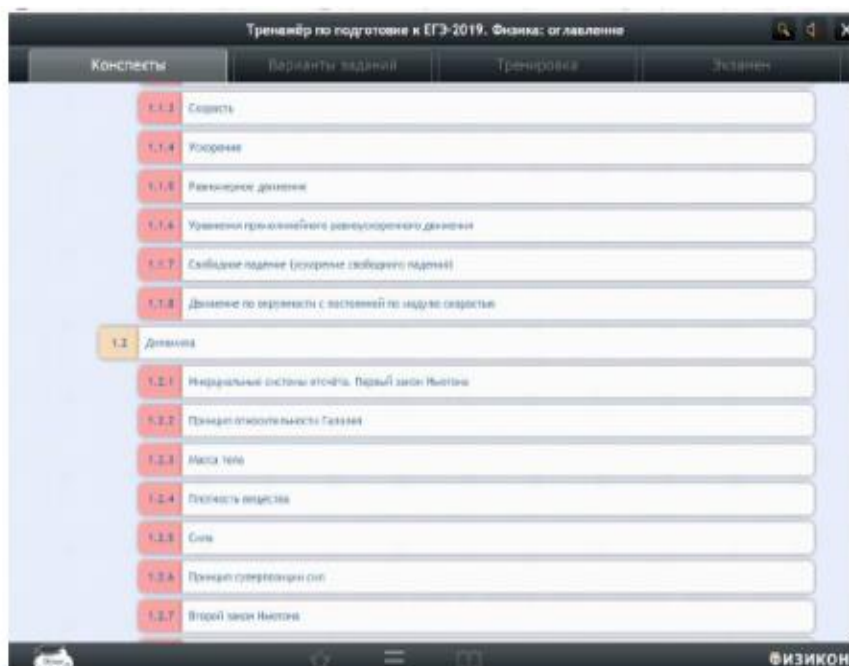 Тренажёр по подготовке к ЕГЭ-2019. Физика: оглавление
Конспекты Варианты заданий Тренировка Экзамен
1.1.3 Скорость
1.1.4 Ускорение
1.1.5 Равномерное движение
1.1.6 Уравнения прямолинейного равноускоренного движения
1.1.7 Свободное падение (ускорение свободного падения)
1.1.8 Движение по окружности с постоянной по модулю скоростью
1.2 Динамика
1.2.1 Инерциальные системы отсчёта. Первый закон Ньютона
1.2.2 Принцип относительности Галилея
1.2.3 Масса тела
1.2.4 Плотность вещества
1.2.5 Сила
1.2.6 Принцип суперпозиции сил
1.2.7 Второй закон Ньютона
ФИЗИКОН